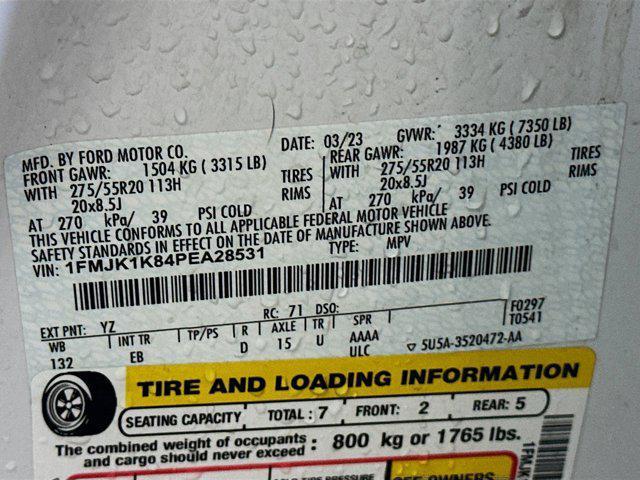 MFD. BY FORD MOTOR CO. DATE: 03/23 GVWR: 3334 KG ( 7350 LB)
FRONT GAWR: 1504 KG ( 3315 LB) REAR GAWR: 1987 KG ( 4380 LB)
WITH 275/55R20 113H TIRES WITH 275/55R20 113H TIRES
20x8.5J RIMS 20x8.5J RIMS
AT 270 kPa/ 39 PSI COLD AT 270 kPa/ 39 PSI COLD
THIS VEHICLE CONFORMS TO ALL APPLICABLE FEDERAL MOTOR VEHICLE
SAFETY STANDARDS IN EFFECT ON THE DATE OF MANUFACTURE SHOWN ABOVE.
VIN: 1FMJK1K84PEA28531 TYPE: MPV
EXT PNT: YZ RC: 71 DSO: F0297
WB INT TR TP/PS R AXLE TR SPR T0541
132 EB D 15 U AAAA
ULC 5U5A-3520472-AA
TIRE AND LOADING INFORMATION
SEATING CAPACITY TOTAL : 7 FRONT: 2 REAR: 5
The combined weight of occupants : 800 kg or 1765 lbs.
and cargo should never exceed